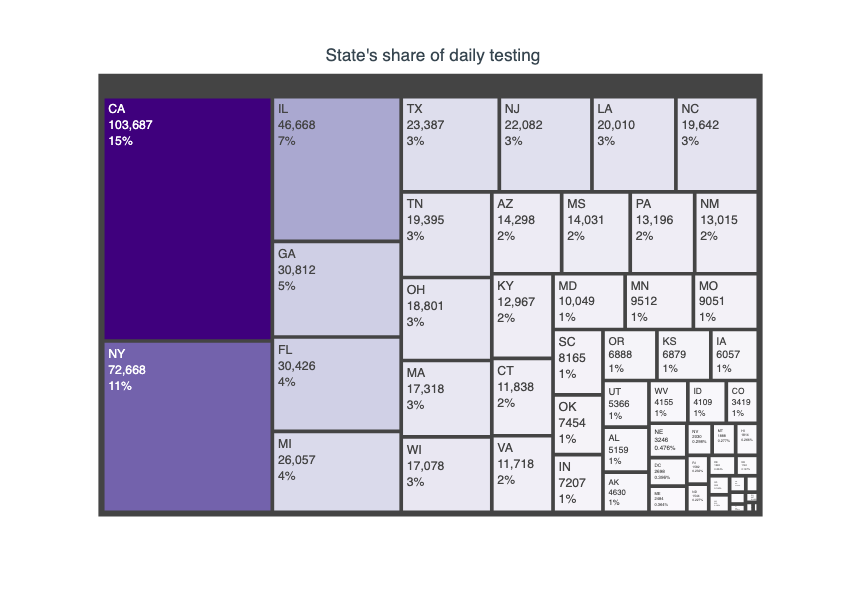 State's share of daily testing
CA
103,687
15%
NY
72,668
11%
IL
46,668
7%
GA
30,812
5%
FL
30,426
4%
MI
26,057
4%
TX
23,387
3%
NJ
22,082
3%
LA
20,010
3%
NC
19,642
3%
TN
19,395
3%
OH
18,801
3%
MA
17,318
3%
WI
17,078
3%
AZ
14,298
2%
MS
14,031
2%
PA
13,196
2%
NM
13,015
2%
KY
12,967
2%
CT
11,838
2%
VA
11,718
2%
MD
10,049
1%
MN
9512
1%
MO
9051
1%
SC
8165
1%
OK
7454
1%
IN
7207
1%
OR
6888
1%
KS
6879
1%
IA
6057
1%
UT
5366
1%
AL
5159
1%
AK
4630
1%
WV
4155
1%
ID
4109
1%
CO
3419
1%
NE
3246
0.476%
DC
ME
NV